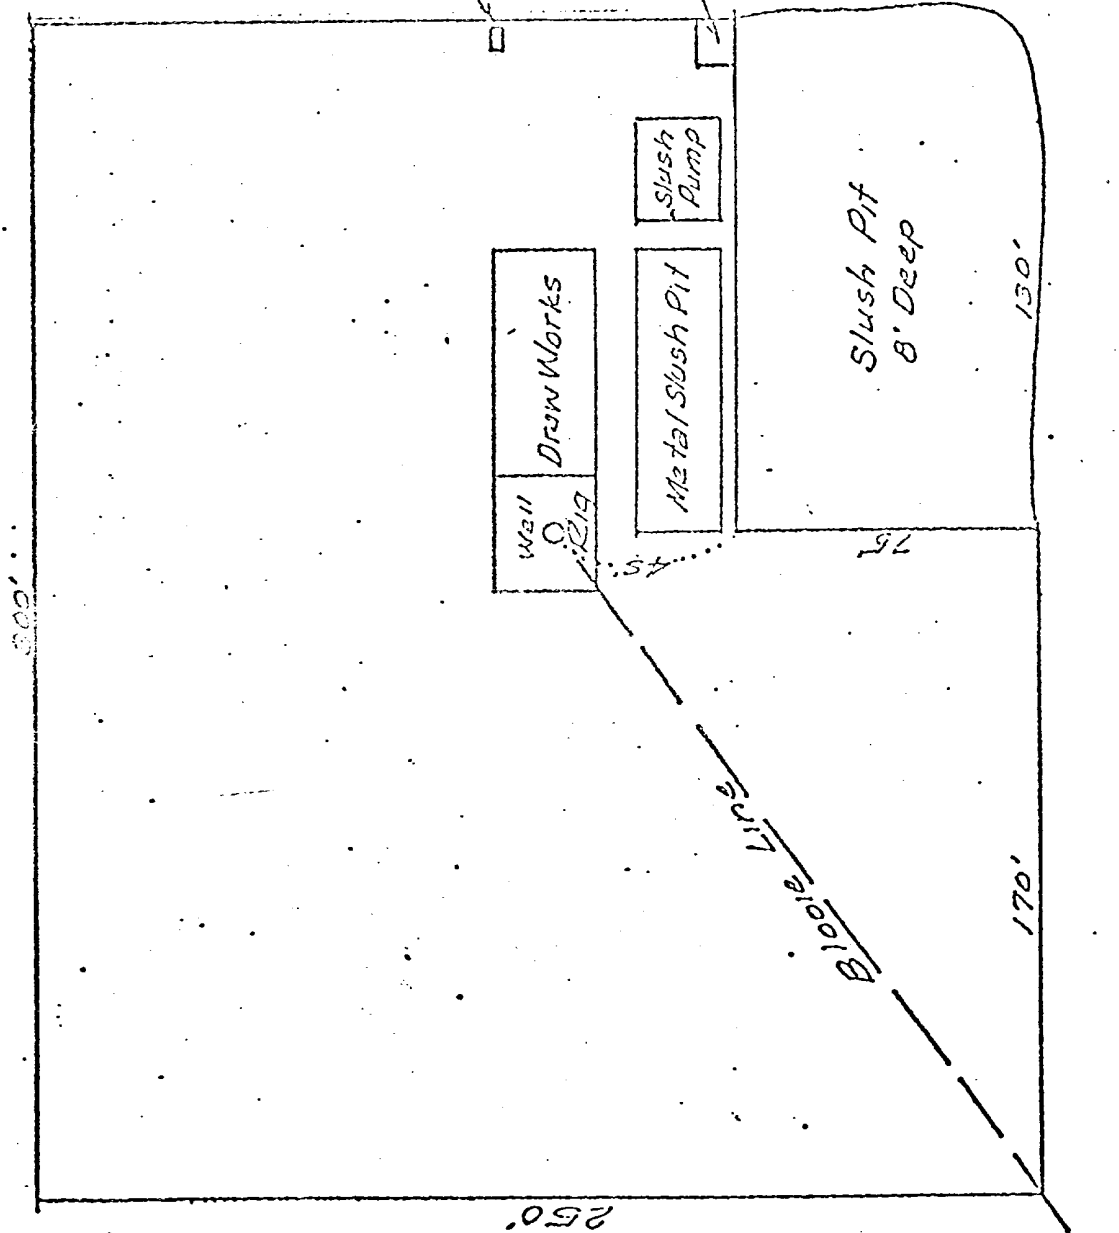 300'
Well
Rig
Draw Works
Slush
Pump
Metal Slush Pit
45'
Slush Pit
8' Deep
130'
75'
Blooie Line
170'
250'